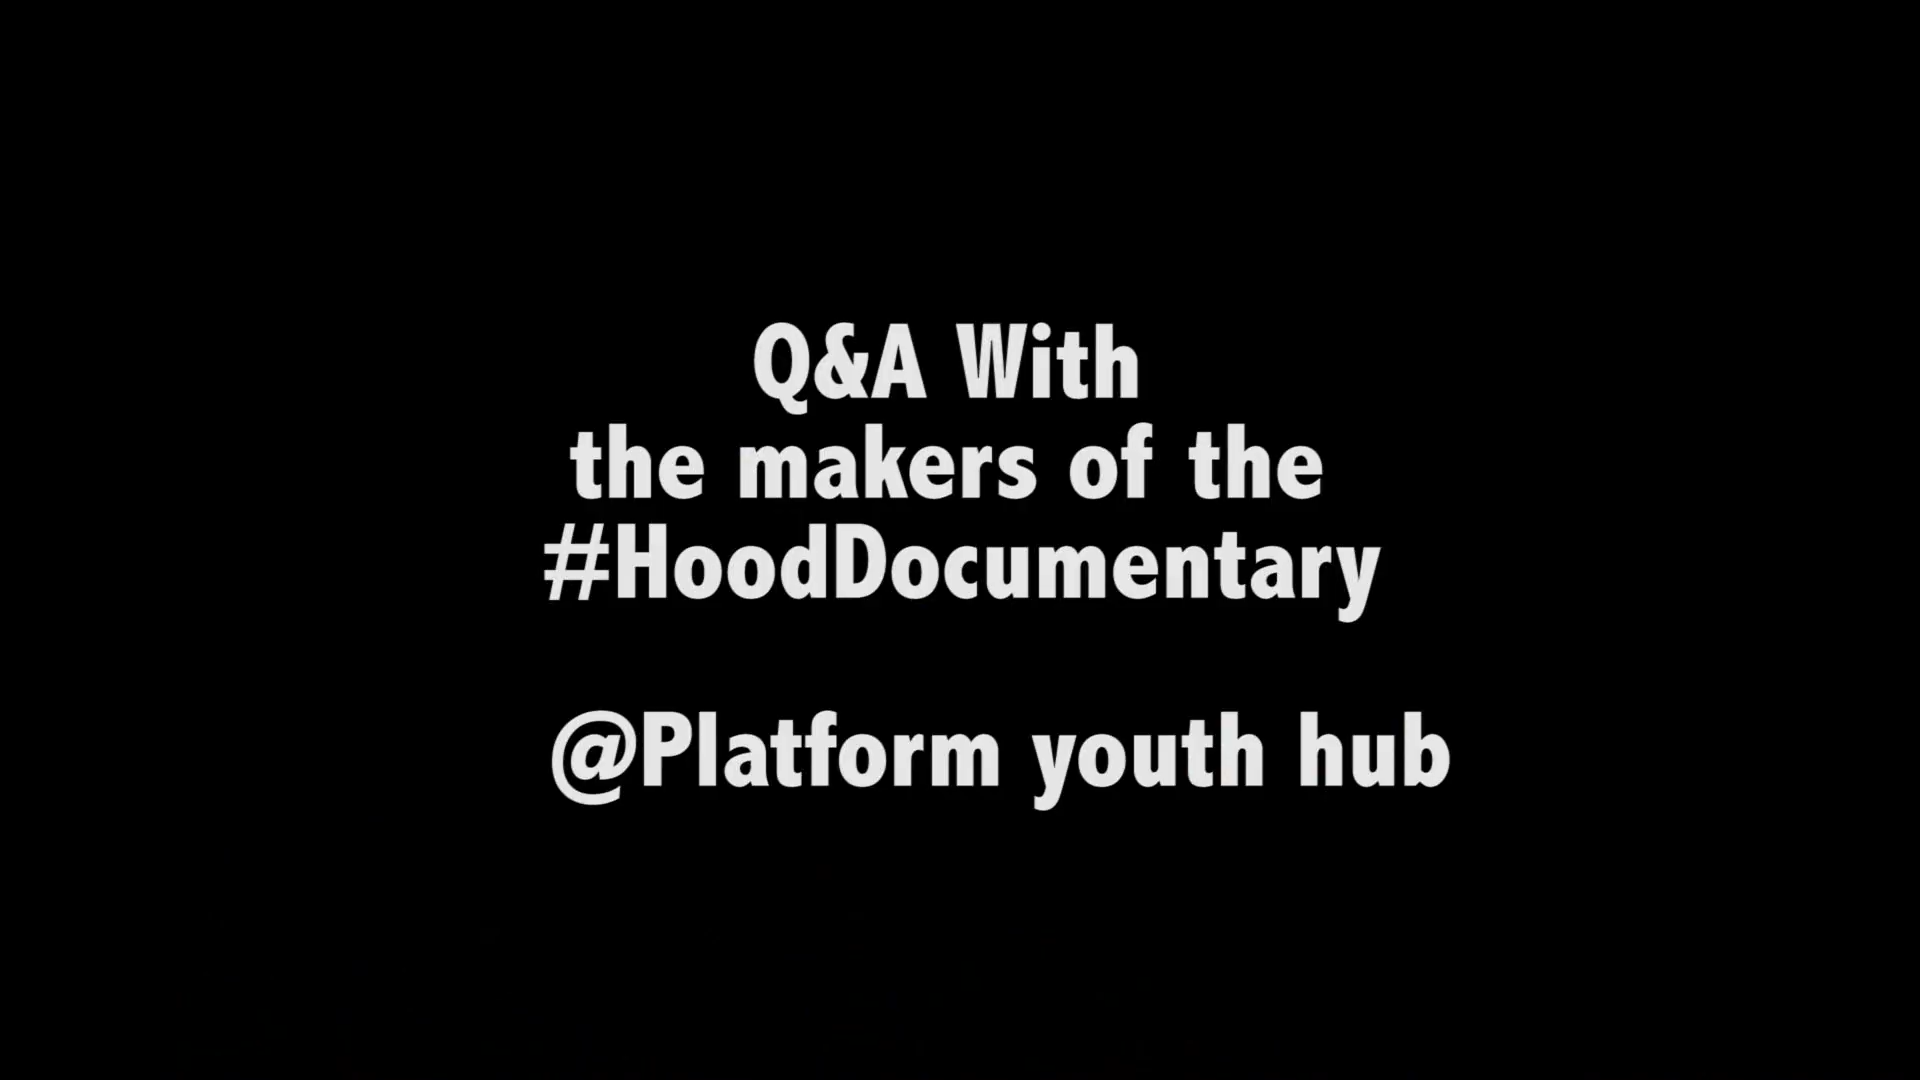 Q&A With
the makers of the
#HoodDocumentary
@Platform youth hub